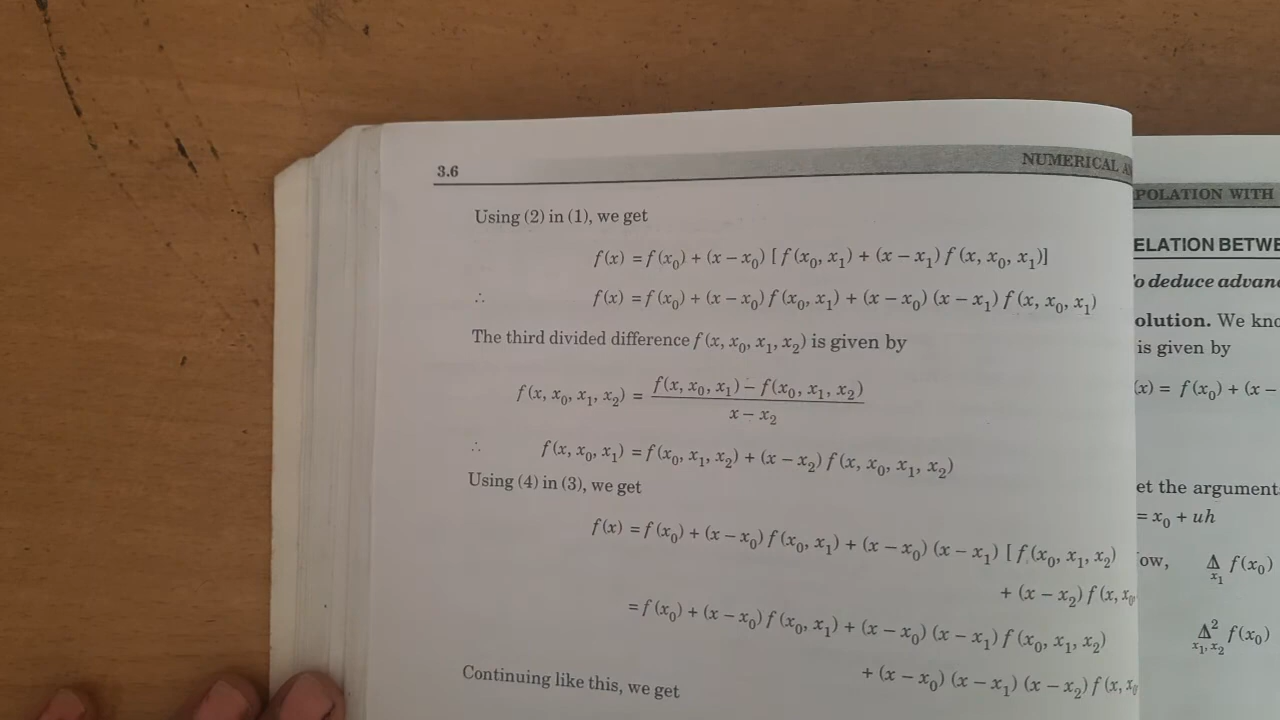 3.6 NUMERICAL
Using (2) in (1), we get
f(x) = f(x₀) + (x – x₀) [f(x₀, x₁) + (x – x₁) f(x, x₀, x₁)]
∴ f(x) = f(x₀) + (x – x₀) f(x₀, x₁) + (x – x₀) (x – x₁) f(x, x₀, x₁)
The third divided difference f(x, x₀, x₁, x₂) is given by
f(x, x₀, x₁, x₂) = f(x, x₀, x₁) – f(x₀, x₁, x₂)
x – x₂
∴ f(x, x₀, x₁) = f(x₀, x₁, x₂) + (x – x₂) f(x, x₀, x₁, x₂)
Using (4) in (3), we get
f(x) = f(x₀) + (x – x₀) f(x₀, x₁) + (x – x₀) (x – x₁) [f(x₀, x₁, x₂)
+ (x – x₂) f(x, x₀
= f(x₀) + (x – x₀) f(x₀, x₁) + (x – x₀) (x – x₁) f(x₀, x₁, x₂)
+ (x – x₀) (x – x₁) (x – x₂) f(x, x₀
Continuing like this, we get
POLATION WITH
ELATION BETWE
o deduce advanc
olution. We kno
is given by
(x) = f(x₀) + (x –
et the argument
= x₀ + uh
ow, Δ f(x₀)
x₁
Δ² f(x₀)
x₁, x₂